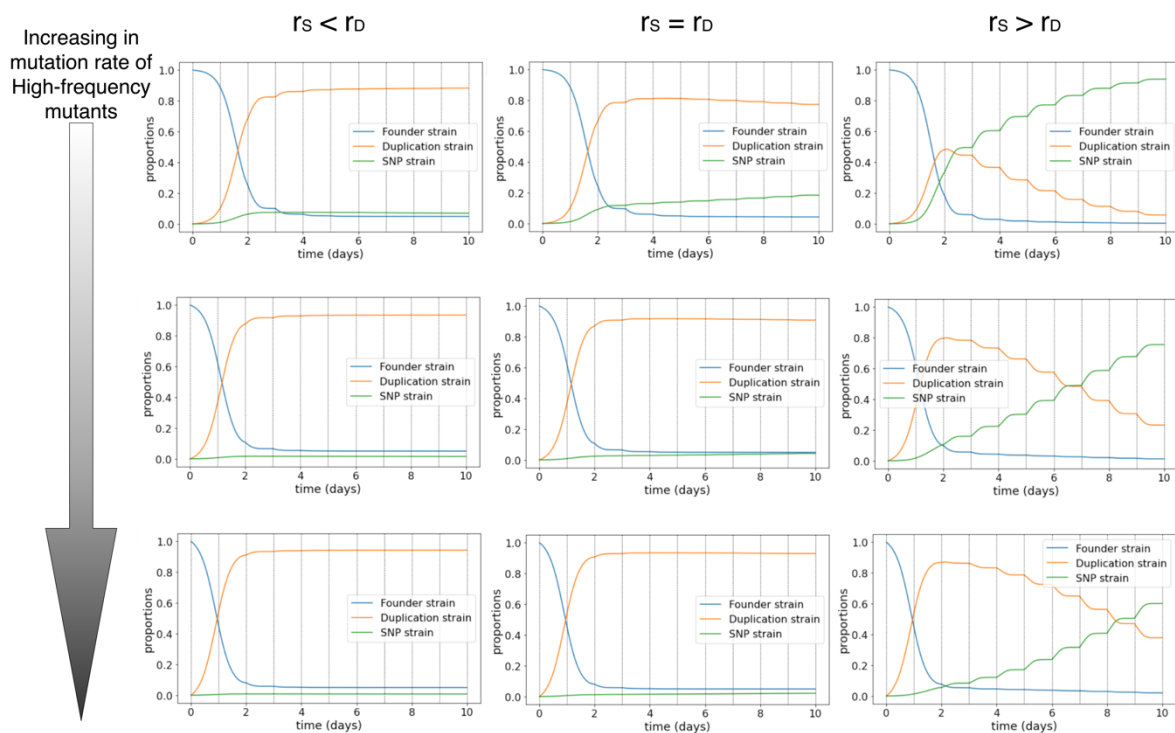 Increasing in
mutation rate of
High-frequency
mutants
rS < rD
rS = rD
rS > rD
1.0
0.8
0.6
0.4
0.2
0.0
proportions
Founder strain
Duplication strain
SNP strain
0 2 4 6 8 10
time (days)
1.0
0.8
0.6
0.4
0.2
0.0
proportions
Founder strain
Duplication strain
SNP strain
0 2 4 6 8 10
time (days)
1.0
0.8
0.6
0.4
0.2
0.0
proportions
Founder strain
Duplication strain
SNP strain
0 2 4 6 8 10
time (days)
1.0
0.8
0.6
0.4
0.2
0.0
proportions
Founder strain
Duplication strain
SNP strain
0 2 4 6 8 10
time (days)
1.0
0.8
0.6
0.4
0.2
0.0
proportions
Founder strain
Duplication strain
SNP strain
0 2 4 6 8 10
time (days)
1.0
0.8
0.6
0.4
0.2
0.0
proportions
Founder strain
Duplication strain
SNP strain
0 2 4 6 8 10
time (days)
1.0
0.8
0.6
0.4
0.2
0.0
proportions
Founder strain
Duplication strain
SNP strain
0 2 4 6 8 10
time (days)
1.0
0.8
0.6
0.4
0.2
0.0
proportions
Founder strain
Duplication strain
SNP strain
0 2 4 6 8 10
time (days)
1.0
0.8
0.6
0.4
0.2
0.0
proportions
Founder strain
Duplication strain
SNP strain
0 2 4 6 8 10
time (days)